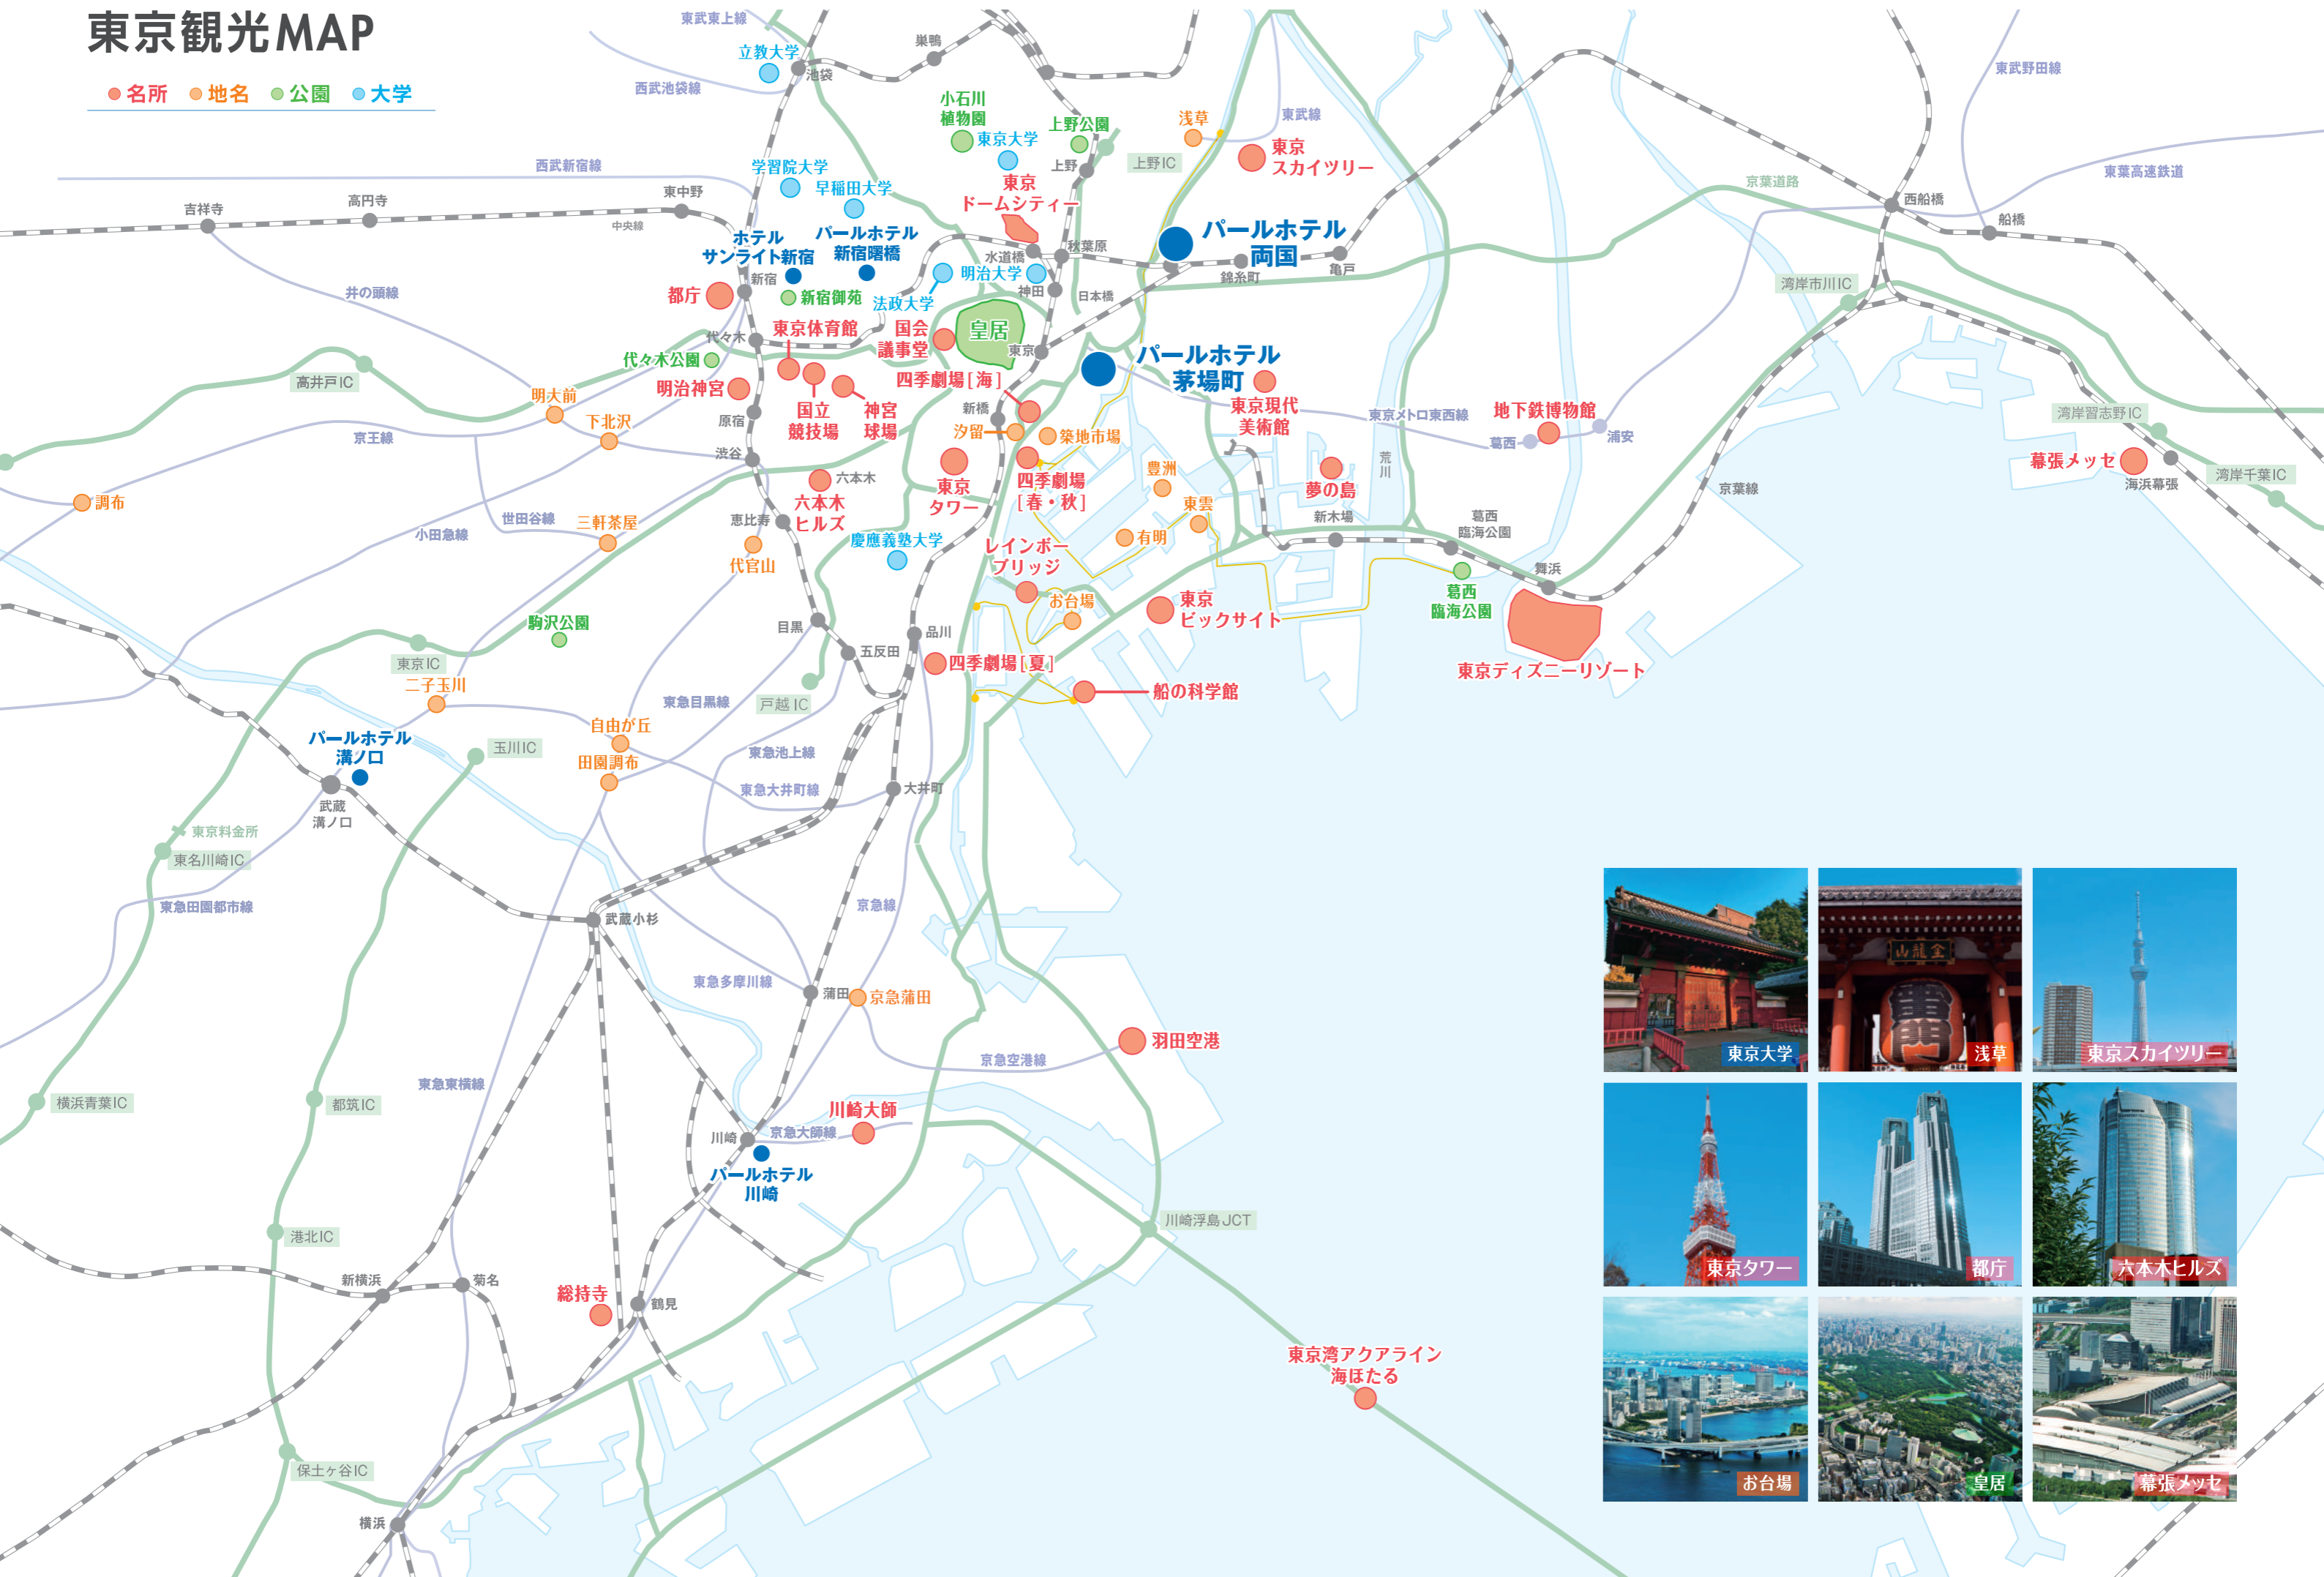 東京観光MAP
名所
地名
公園
大学
東武東上線
立教大学
池袋
巣鴨
西武池袋線
小石川
植物園
東京大学
上野公園
浅草
東武線
東京
スカイツリー
東武野田線
上野
上野IC
西武新宿線
学習院大学
早稲田大学
東京
ドームシティー
京葉道路
東葉高速鉄道
吉祥寺
高円寺
東中野
中央線
西船橋
船橋
ホテル
サンライト新宿
パールホテル
新宿曙橋
水道橋
秋葉原
パールホテル
両国
錦糸町
亀戸
新宿
都庁
新宿御苑
法政大学
明治大学
神田
日本橋
湾岸市川IC
井の頭線
代々木
東京体育館
国会
議事堂
皇居
東京
パールホテル
茅場町
高井戸IC
代々木公園
明治神宮
四季劇場[海]
明大前
下北沢
原宿
国立
競技場
神宮
球場
新橋
汐留
築地市場
東京現代
美術館
東京メトロ東西線
地下鉄博物館
葛西
浦安
湾岸習志野IC
京王線
渋谷
六本木
六本木
ヒルズ
東京
タワー
四季劇場
[春・秋]
豊洲
夢の島
荒川
幕張メッセ
海浜幕張
湾岸千葉IC
京葉線
調布
世田谷線
三軒茶屋
小田急線
恵比寿
代官山
慶應義塾大学
レインボー
ブリッジ
有明
東雲
新木場
葛西
臨海公園
舞浜
駒沢公園
お台場
東京
ビックサイト
葛西
臨海公園
東京IC
目黒
五反田
品川
四季劇場[夏]
東京ディズニーリゾート
二子玉川
東急目黒線
戸越IC
船の科学館
自由が丘
田園調布
パールホテル
溝ノ口
玉川IC
東急池上線
東急大井町線
大井町
武蔵
溝ノ口
東京料金所
東名川崎IC
東急田園都市線
武蔵小杉
京急線
東急多摩川線
蒲田
京急蒲田
羽田空港
京急空港線
東急東横線
横浜青葉IC
都筑IC
川崎大師
川崎
京急大師線
パールホテル
川崎
川崎浮島JCT
港北IC
新横浜
菊名
総持寺
鶴見
東京湾アクアライン
海ほたる
保土ヶ谷IC
横浜
東京大学
金龍山
浅草
東京スカイツリー
東京タワー
都庁
六本木ヒルズ
お台場
皇居
幕張メッセ